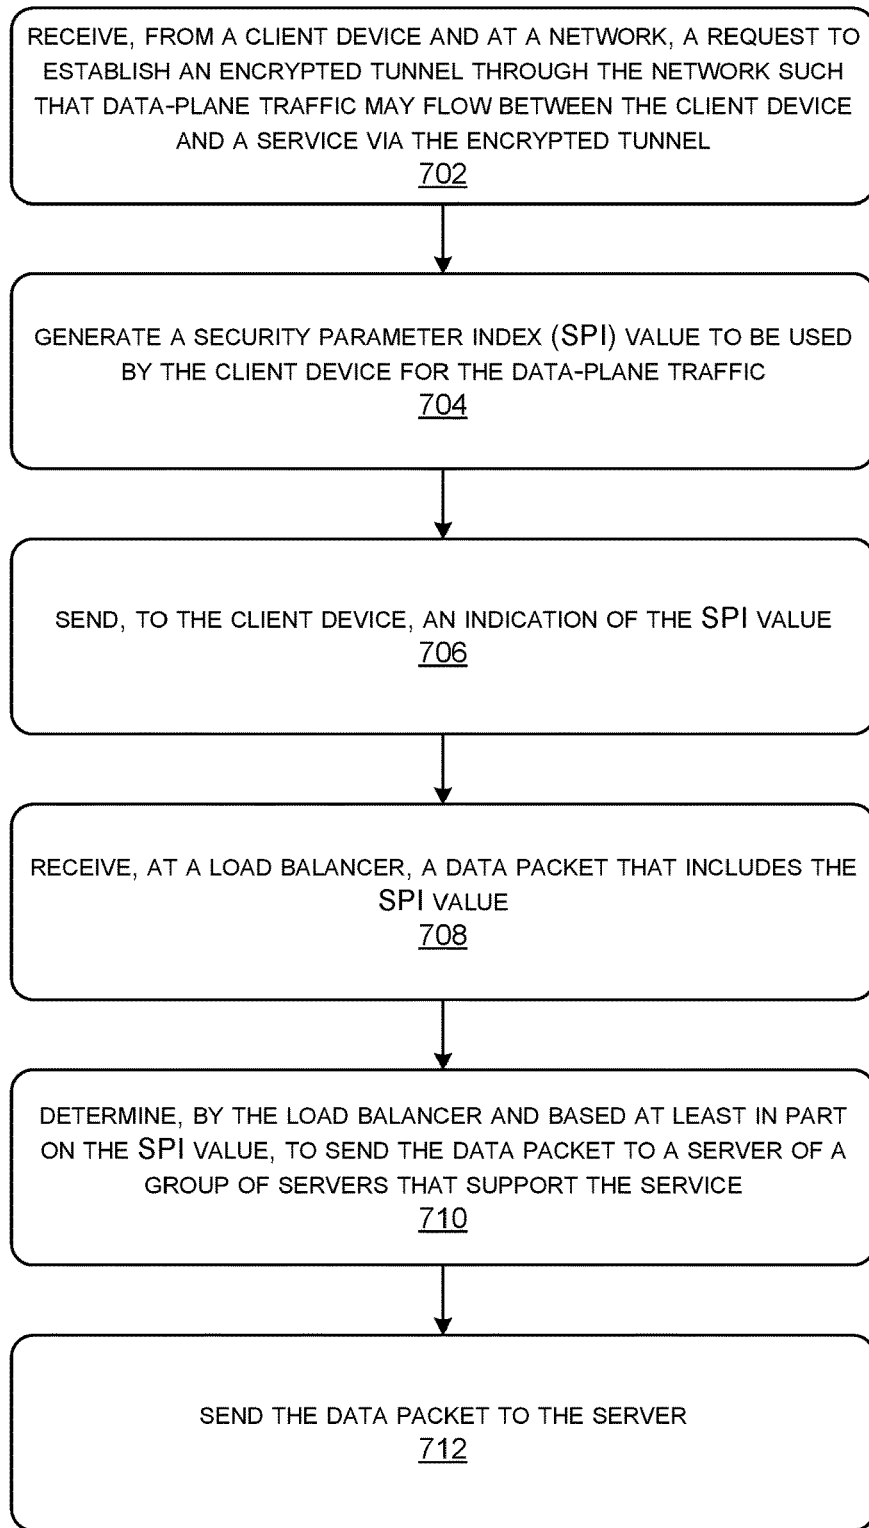 RECEIVE, FROM A CLIENT DEVICE AND AT A NETWORK, A REQUEST TO
ESTABLISH AN ENCRYPTED TUNNEL THROUGH THE NETWORK SUCH
THAT DATA-PLANE TRAFFIC MAY FLOW BETWEEN THE CLIENT DEVICE
AND A SERVICE VIA THE ENCRYPTED TUNNEL
702
GENERATE A SECURITY PARAMETER INDEX (SPI) VALUE TO BE USED
BY THE CLIENT DEVICE FOR THE DATA-PLANE TRAFFIC
704
SEND, TO THE CLIENT DEVICE, AN INDICATION OF THE SPI VALUE
706
RECEIVE, AT A LOAD BALANCER, A DATA PACKET THAT INCLUDES THE
SPI VALUE
708
DETERMINE, BY THE LOAD BALANCER AND BASED AT LEAST IN PART
ON THE SPI VALUE, TO SEND THE DATA PACKET TO A SERVER OF A
GROUP OF SERVERS THAT SUPPORT THE SERVICE
710
SEND THE DATA PACKET TO THE SERVER
712